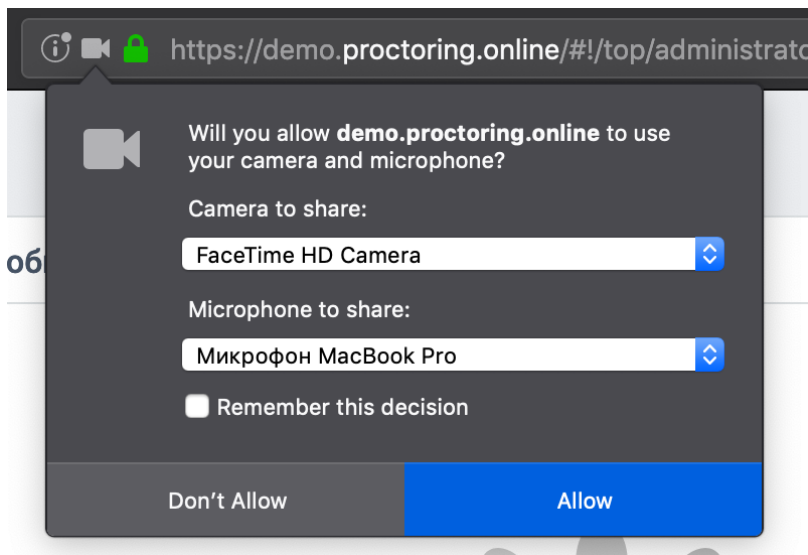 https://demo.proctoring.online/#!/top/administrato
Will you allow demo.proctoring.online to use
your camera and microphone?
Camera to share:
FaceTime HD Camera
об
Microphone to share:
Микрофон MacBook Pro
Remember this decision
Don't Allow
Allow